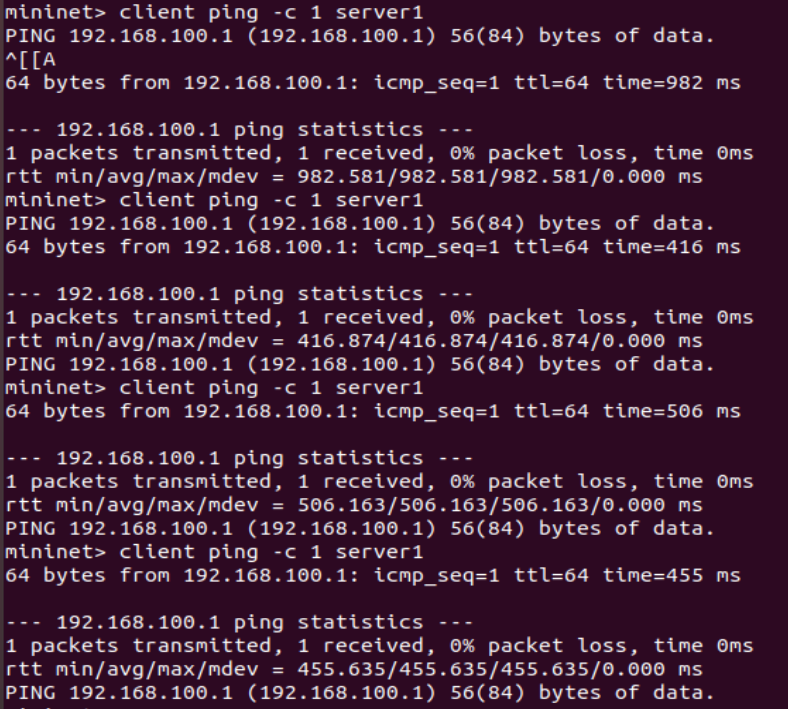 mininet> client ping -c 1 server1
PING 192.168.100.1 (192.168.100.1) 56(84) bytes of data.
^[[A
64 bytes from 192.168.100.1: icmp_seq=1 ttl=64 time=982 ms
--- 192.168.100.1 ping statistics ---
1 packets transmitted, 1 received, 0% packet loss, time 0ms
rtt min/avg/max/mdev = 982.581/982.581/982.581/0.000 ms
mininet> client ping -c 1 server1
PING 192.168.100.1 (192.168.100.1) 56(84) bytes of data.
64 bytes from 192.168.100.1: icmp_seq=1 ttl=64 time=416 ms
--- 192.168.100.1 ping statistics ---
1 packets transmitted, 1 received, 0% packet loss, time 0ms
rtt min/avg/max/mdev = 416.874/416.874/416.874/0.000 ms
PING 192.168.100.1 (192.168.100.1) 56(84) bytes of data.
mininet> client ping -c 1 server1
64 bytes from 192.168.100.1: icmp_seq=1 ttl=64 time=506 ms
--- 192.168.100.1 ping statistics ---
1 packets transmitted, 1 received, 0% packet loss, time 0ms
rtt min/avg/max/mdev = 506.163/506.163/506.163/0.000 ms
PING 192.168.100.1 (192.168.100.1) 56(84) bytes of data.
mininet> client ping -c 1 server1
64 bytes from 192.168.100.1: icmp_seq=1 ttl=64 time=455 ms
--- 192.168.100.1 ping statistics ---
1 packets transmitted, 1 received, 0% packet loss, time 0ms
rtt min/avg/max/mdev = 455.635/455.635/455.635/0.000 ms
PING 192.168.100.1 (192.168.100.1) 56(84) bytes of data.